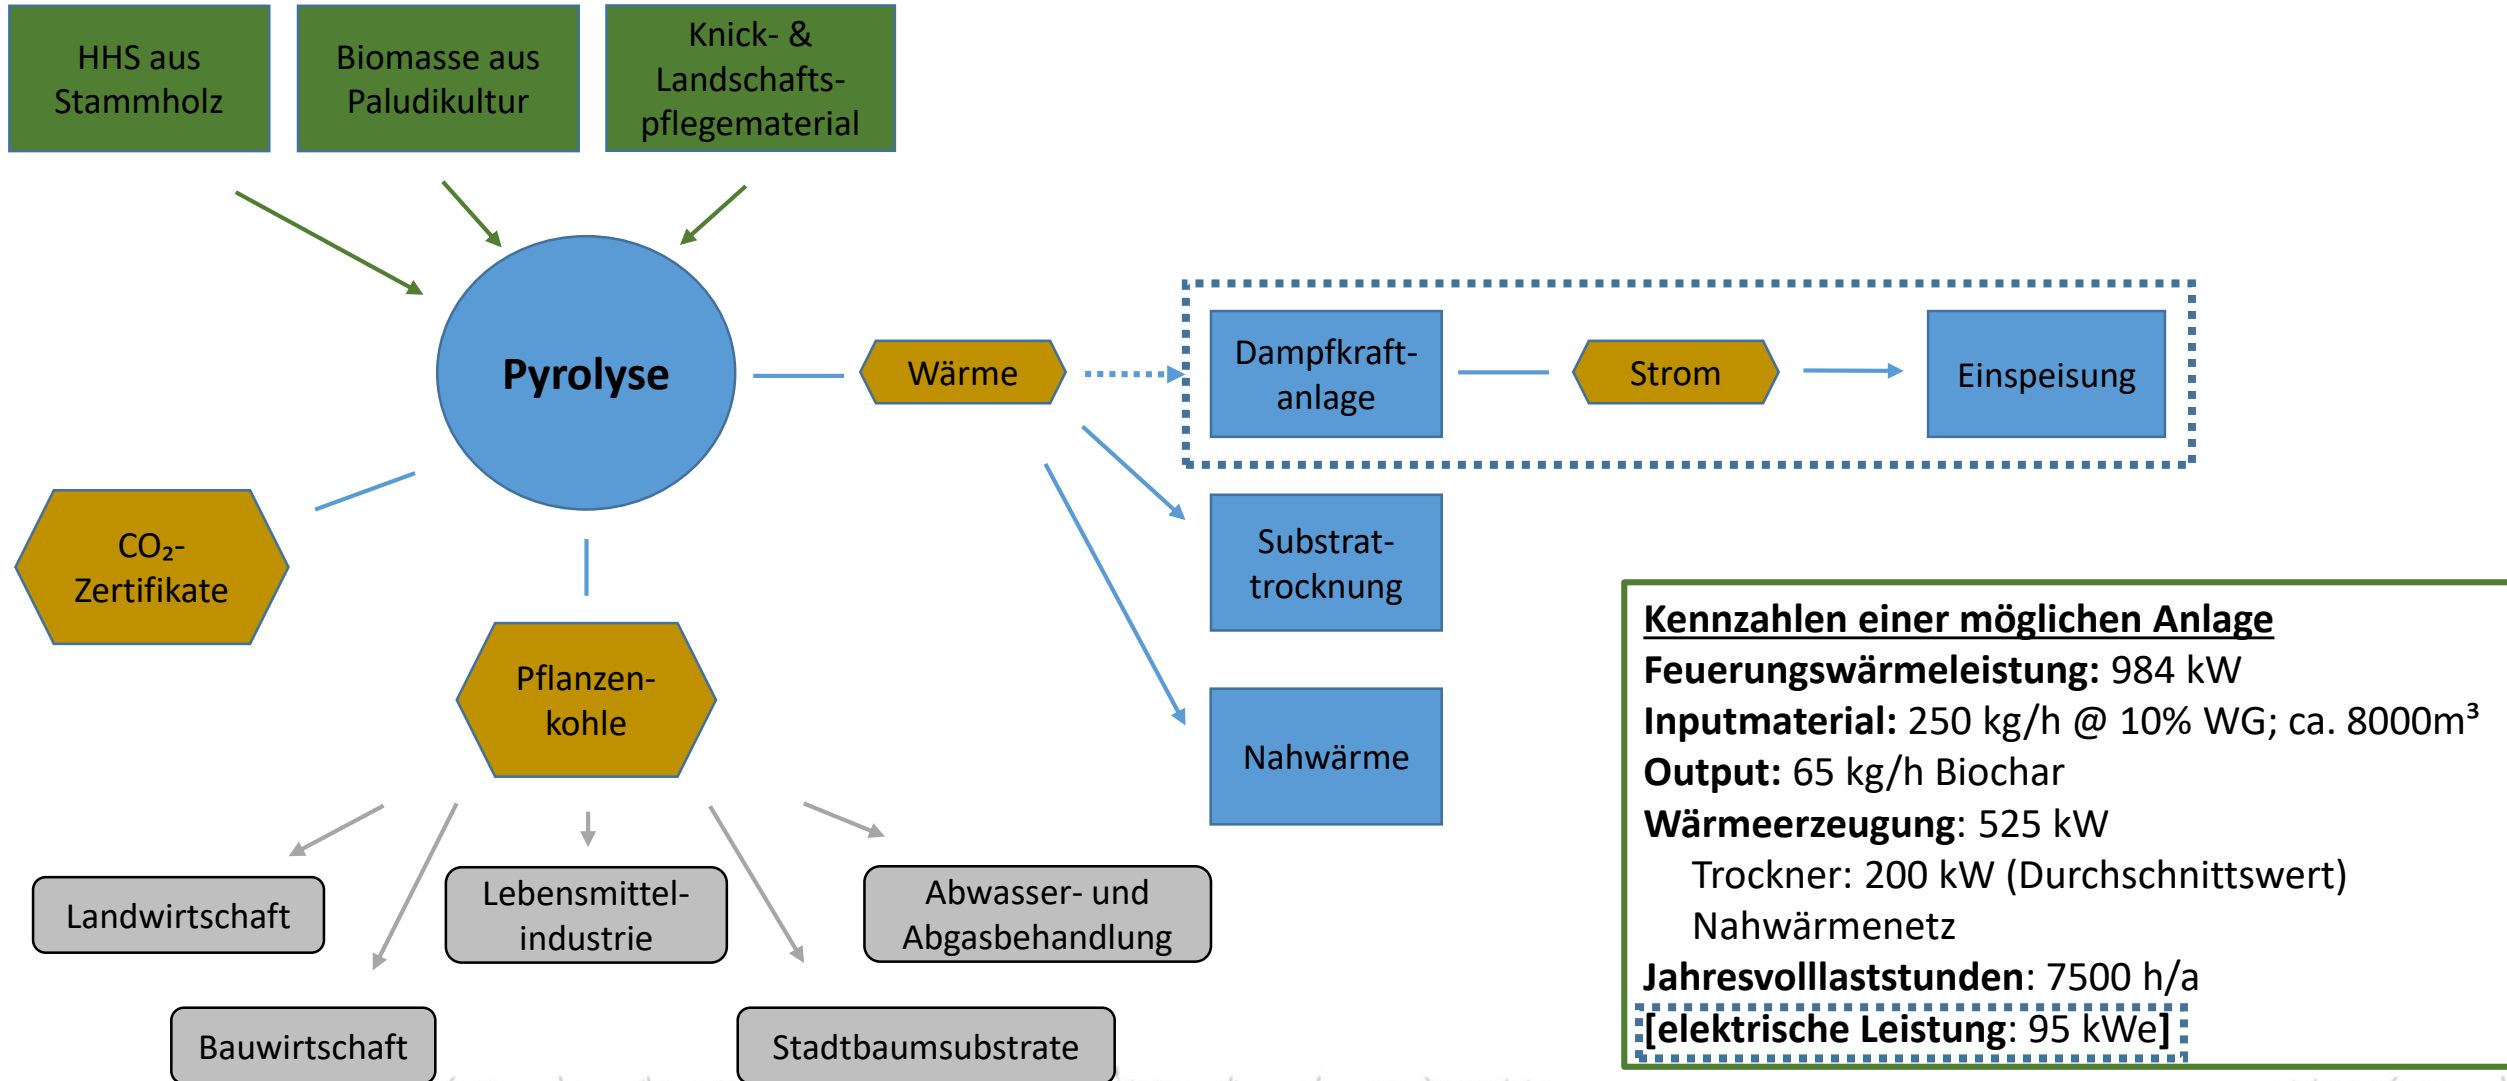 HHS aus
Stammholz
Biomasse aus
Paludikultur
Knick- &
Landschafts-
pflegematerial
Pyrolyse
Wärme
Dampfkraft-
anlage
Strom
Einspeisung
CO₂-
Zertifikate
Substrat-
trocknung
Pflanzen-
kohle
Nahwärme
Landwirtschaft
Lebensmittel-
industrie
Abwasser- und
Abgasbehandlung
Bauwirtschaft
Stadtbaumsubstrate
Kennzahlen einer möglichen Anlage
Feuerungswärmeleistung: 984 kW
Inputmaterial: 250 kg/h @ 10% WG; ca. 8000m³
Output: 65 kg/h Biochar
Wärmeerzeugung: 525 kW
Trockner: 200 kW (Durchschnittswert)
Nahwärmenetz
Jahresvolllaststunden: 7500 h/a
[elektrische Leistung: 95 kWe]